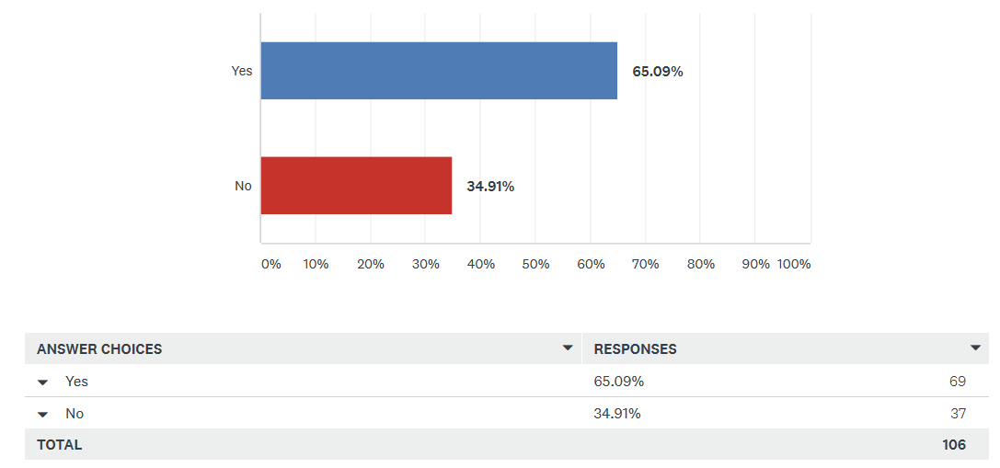 Yes 65.09%
No 34.91%
0% 10% 20% 30% 40% 50% 60% 70% 80% 90% 100%
ANSWER CHOICES RESPONSES
Yes 65.09% 69
No 34.91% 37
TOTAL 106